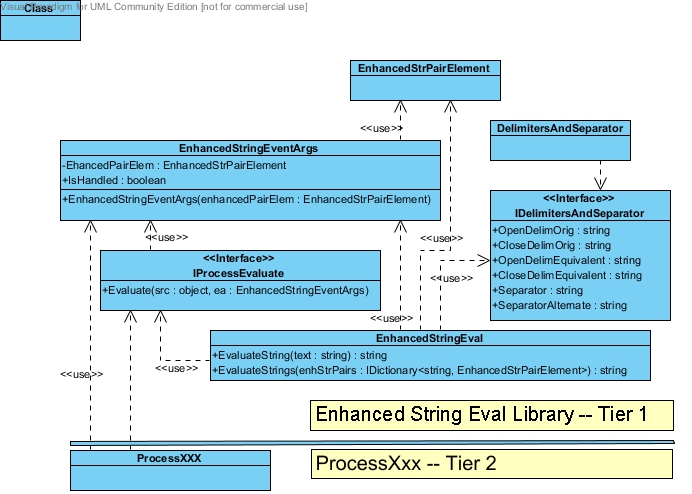 Visual Paradigm for UML Community Edition [not for commercial use]
Class
EnhancedStrPairElement
<<use>>
DelimitersAndSeparator
EnhancedStringEventArgs
-EhancedPairElem : EnhancedStrPairElement
+IsHandled : boolean
+EnhancedStringEventArgs(enhancedPairElem : EnhancedStrPairElement)
<<Interface>>
IDelimitersAndSeparator
+OpenDelimOrig : string
+CloseDelimOrig : string
+OpenDelimEquivalent : string
+CloseDelimEquivalent : string
+Separator : string
+SeparatorAlternate : string
<<use>>
<<use>>
<<Interface>>
IProcessEvaluate
+Evaluate(src : object, ea : EnhancedStringEventArgs)
<<use>>
<<use>>
EnhancedStringEval
+EvaluateString(text : string) : string
+EvaluateStrings(enhStrPairs : IDictionary<string, EnhancedStrPairElement>) : string
<<use>>
<<use>>
Enhanced String Eval Library -- Tier 1
ProcessXXX
ProcessXxx -- Tier 2